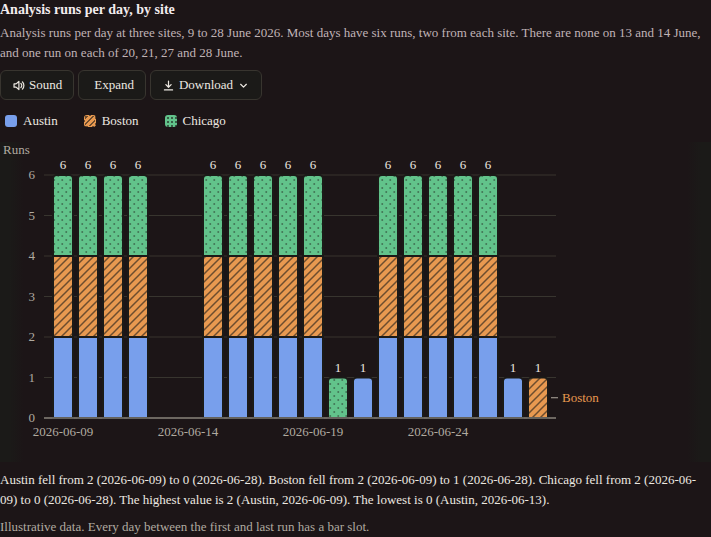 Analysis runs per day, by site
Analysis runs per day at three sites, 9 to 28 June 2026. Most days have six runs, two from each site. There are none on 13 and 14 June,
and one run on each of 20, 21, 27 and 28 June.
Sound Expand Download
Austin Boston Chicago
Runs
6 6 6 6 6 6 6 6 6 6 6 6 6 6
6
5
4
3
2
1 1 1 1 1
Boston
0
2026-06-09 2026-06-14 2026-06-19 2026-06-24
Austin fell from 2 (2026-06-09) to 0 (2026-06-28). Boston fell from 2 (2026-06-09) to 1 (2026-06-28). Chicago fell from 2 (2026-06-
09) to 0 (2026-06-28). The highest value is 2 (Austin, 2026-06-09). The lowest is 0 (Austin, 2026-06-13).
Illustrative data. Every day between the first and last run has a bar slot.